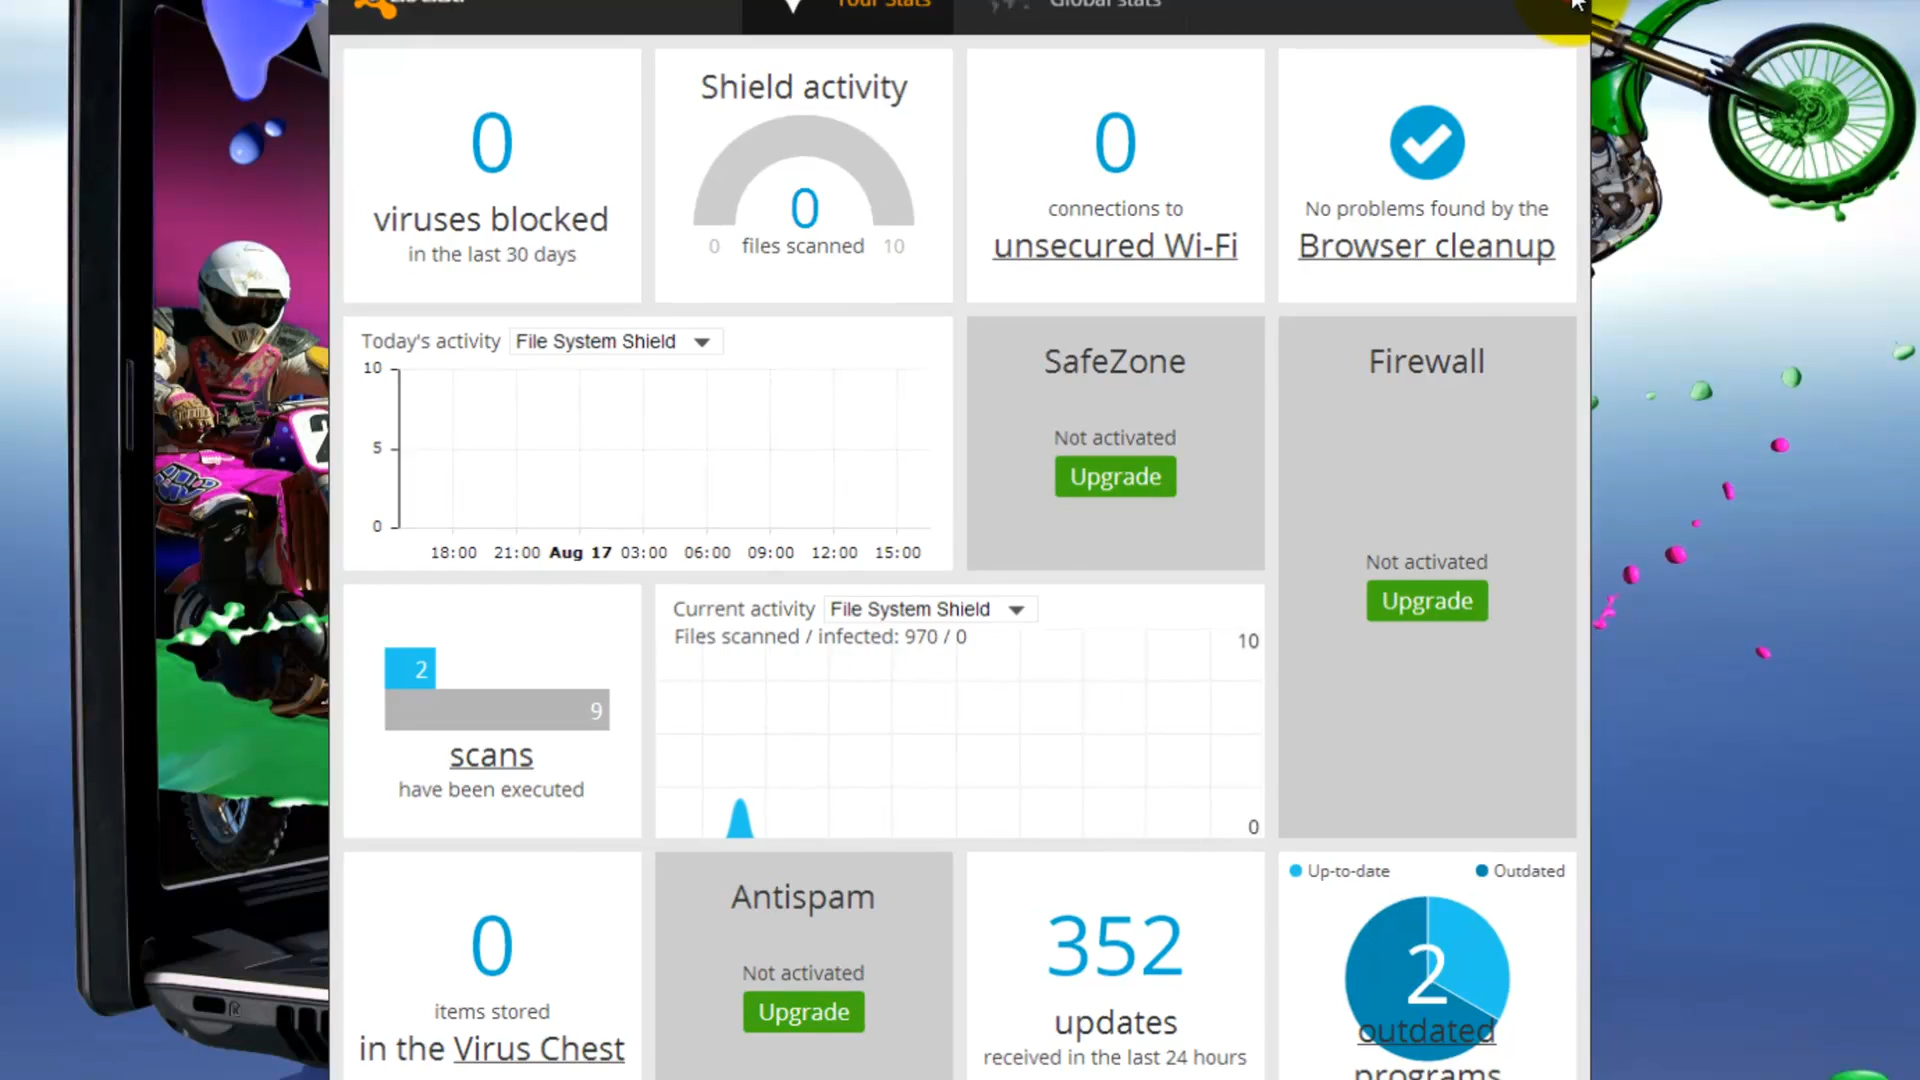 Your Stats
Global stats
0
viruses blocked
in the last 30 days
Shield activity
0
0 files scanned 10
0
connections to
unsecured Wi-Fi
No problems found by the
Browser cleanup
Today's activity File System Shield
10
5
0
18:00 21:00 Aug 17 03:00 06:00 09:00 12:00 15:00
SafeZone
Not activated
Upgrade
Firewall
Not activated
Upgrade
2
9
scans
have been executed
Current activity File System Shield
Files scanned / infected: 970 / 0
10
0
0
items stored
in the Virus Chest
Antispam
Not activated
Upgrade
352
updates
received in the last 24 hours
Up-to-date Outdated
2
outdated
programs